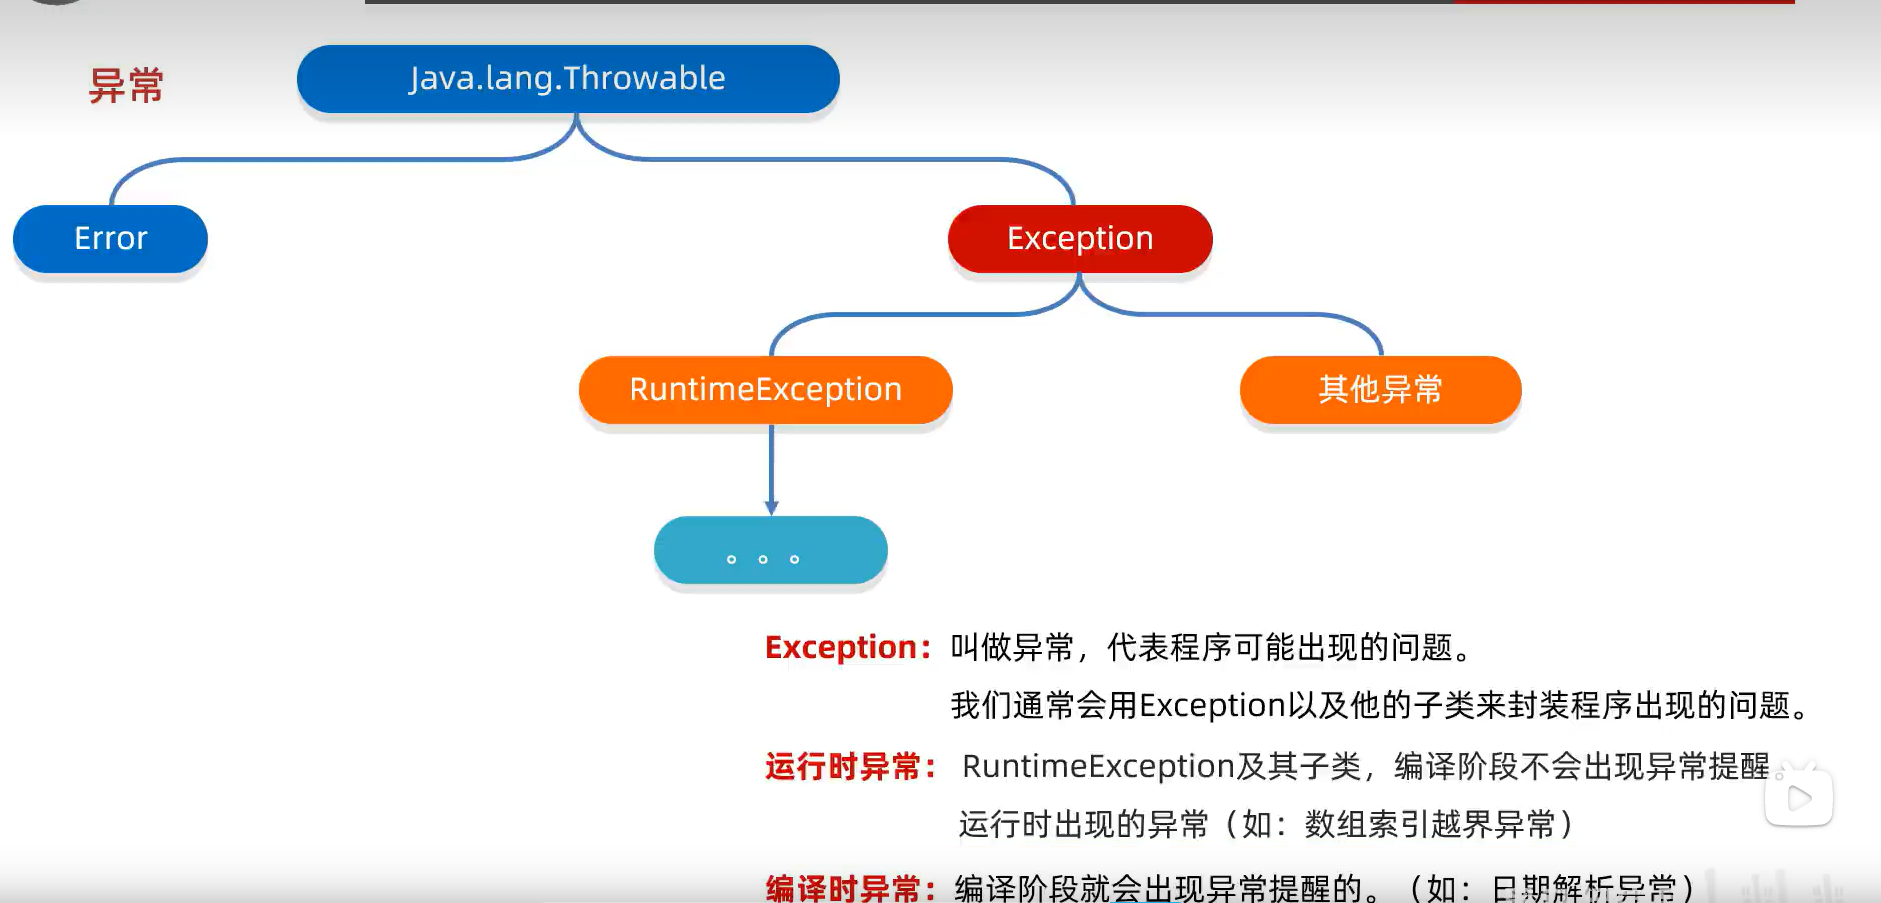 异常
Java.lang.Throwable
Error
Exception
RuntimeException
其他异常
。。。
Exception：叫做异常，代表程序可能出现的问题。
我们通常会用Exception以及他的子类来封装程序出现的问题。
运行时异常：RuntimeException及其子类，编译阶段不会出现异常提醒。
运行时出现的异常（如：数组索引越界异常）
编译时异常：编译阶段就会出现异常提醒的。（如：日期解析异常）